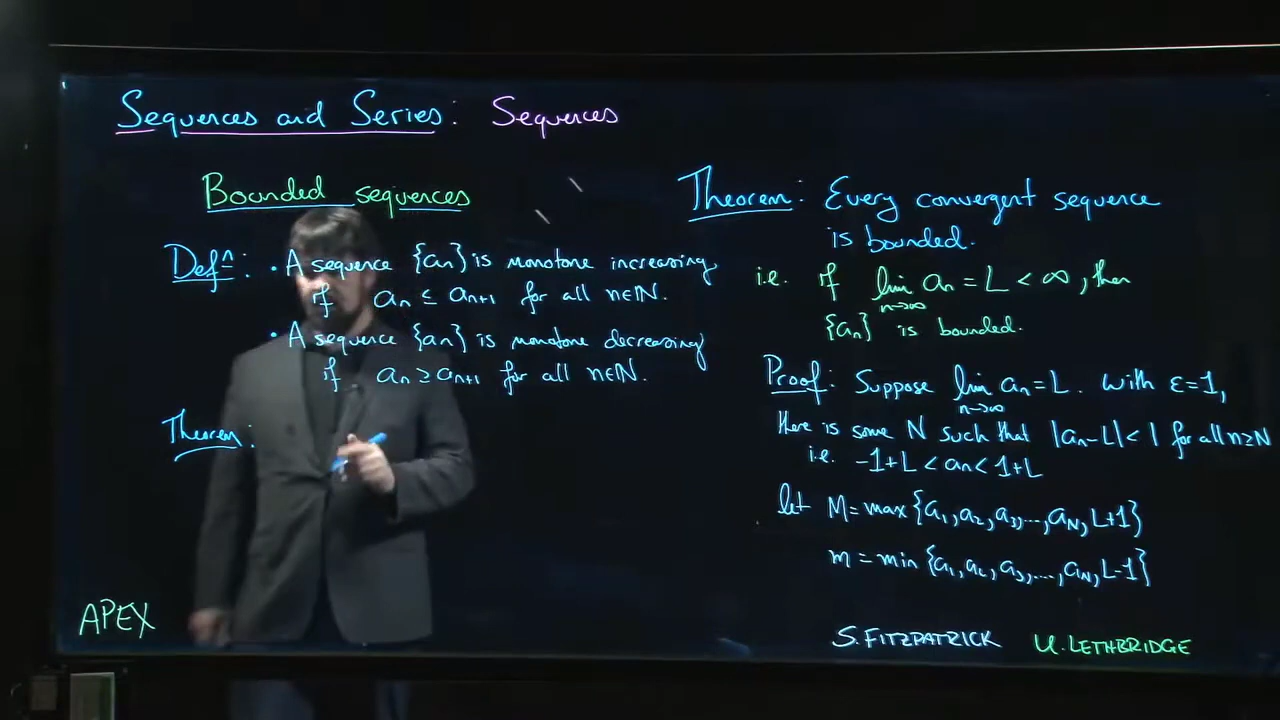 Sequences and Series: Sequences
Bounded sequences
Defⁿ: • A sequence {aₙ} is monotone increasing
if aₙ ≤ aₙ₊₁ for all n∈ℕ.
• A sequence {aₙ} is monotone decreasing
if aₙ ≥ aₙ₊₁ for all n∈ℕ.
Theorem:
APEX
Theorem: Every convergent sequence
is bounded.
i.e. if lim aₙ = L < ∞, then
n→∞
{aₙ} is bounded.
Proof: Suppose lim aₙ = L. With ε=1,
n→∞
there is some N such that |aₙ-L|<1 for all n≥N
i.e. -1+L < aₙ < 1+L
let M = max{a₁, a₂, a₃, ..., a_N, L+1}
m = min{a₁, a₂, a₃, ..., a_N, L-1}
S. FITZPATRICK U. LETHBRIDGE